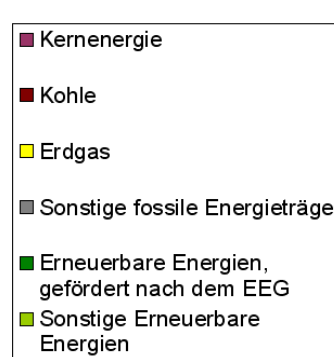 Kernenergie
Kohle
Erdgas
Sonstige fossile Energieträge
Erneuerbare Energien,
gefördert nach dem EEG
Sonstige Erneuerbare
Energien